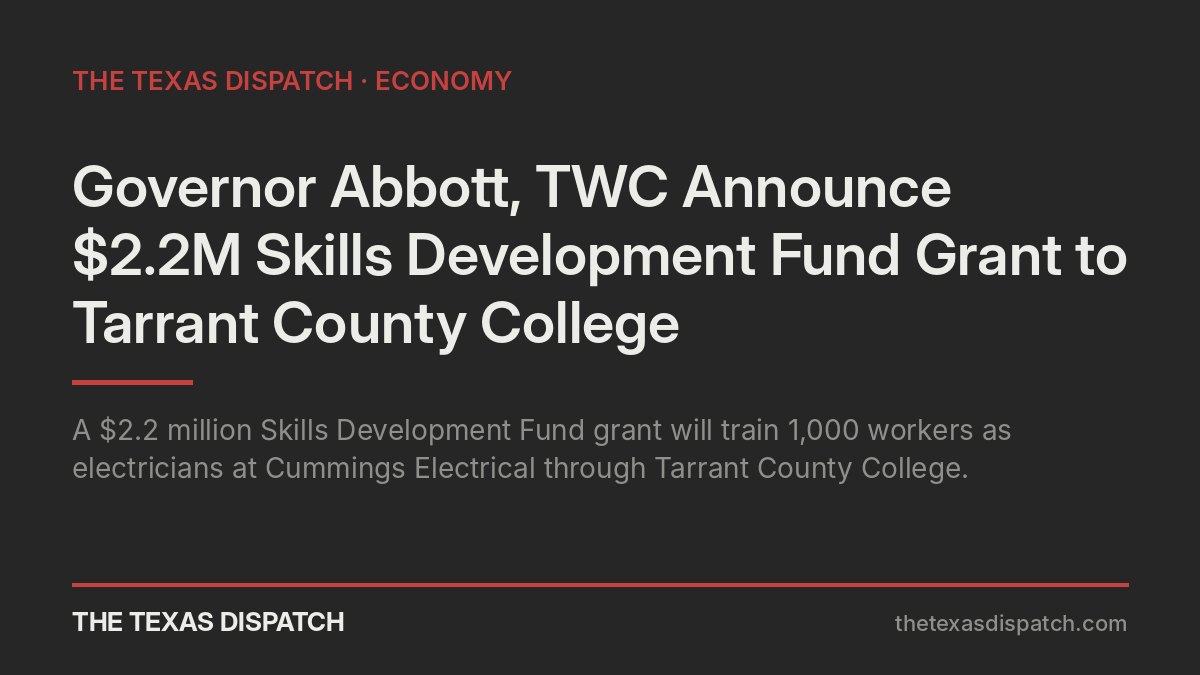 THE TEXAS DISPATCH · ECONOMY
Governor Abbott, TWC Announce
$2.2M Skills Development Fund Grant to
Tarrant County College
A $2.2 million Skills Development Fund grant will train 1,000 workers as
electricians at Cummings Electrical through Tarrant County College.
THE TEXAS DISPATCH
thetexasdispatch.com